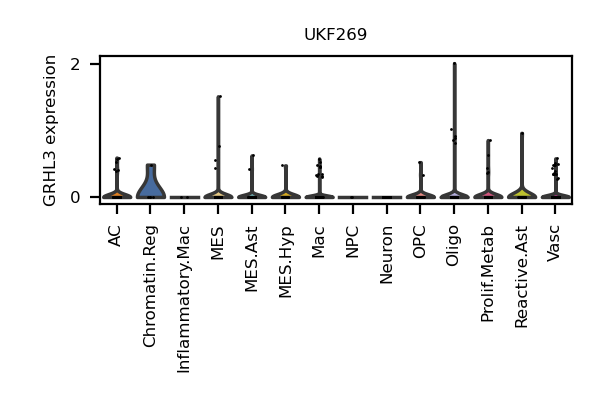 UKF269
GRHL3 expression
2
0
AC
Chromatin.Reg
Inflammatory.Mac
MES
MES.Ast
MES.Hyp
Mac
NPC
Neuron
OPC
Oligo
Prolif.Metab
Reactive.Ast
Vasc